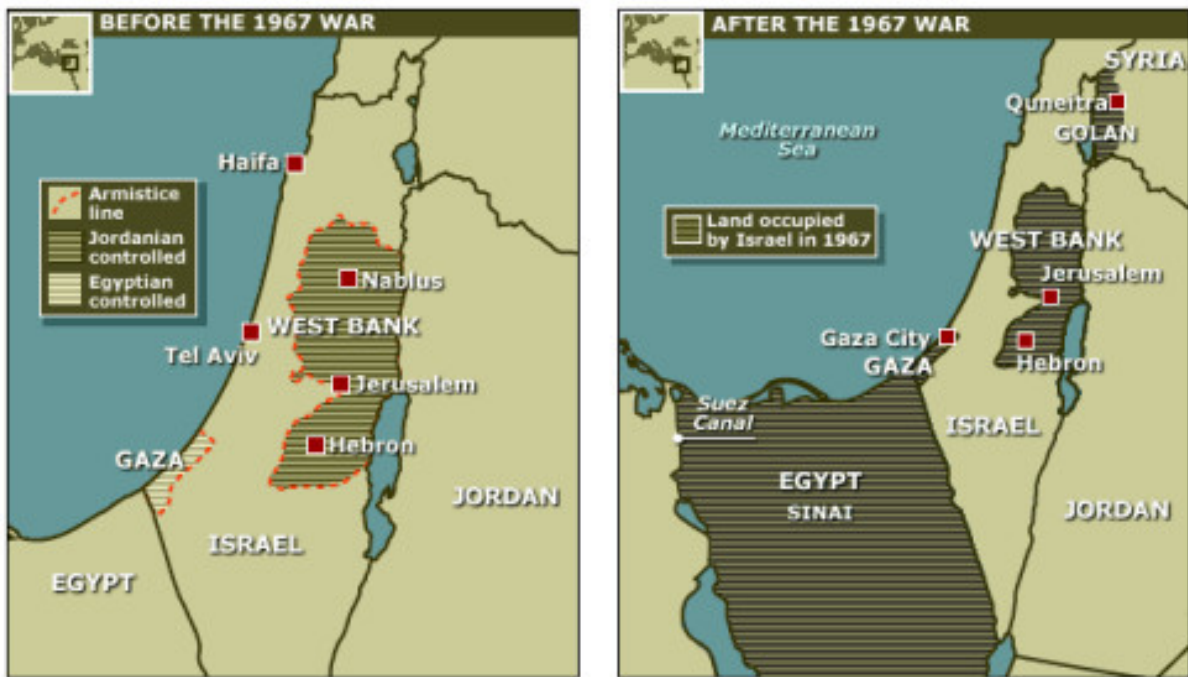 BEFORE THE 1967 WAR
Haifa
Armistice
line
Jordanian
controlled
Egyptian
controlled
Nablus
WEST BANK
Tel Aviv
Jerusalem
Hebron
GAZA
JORDAN
ISRAEL
EGYPT
AFTER THE 1967 WAR
SYRIA
Quneitra
GOLAN
Mediterranean
Sea
Land occupied
by Israel in 1967
WEST BANK
Jerusalem
Gaza City
GAZA
Hebron
Suez
Canal
ISRAEL
EGYPT
SINAI
JORDAN